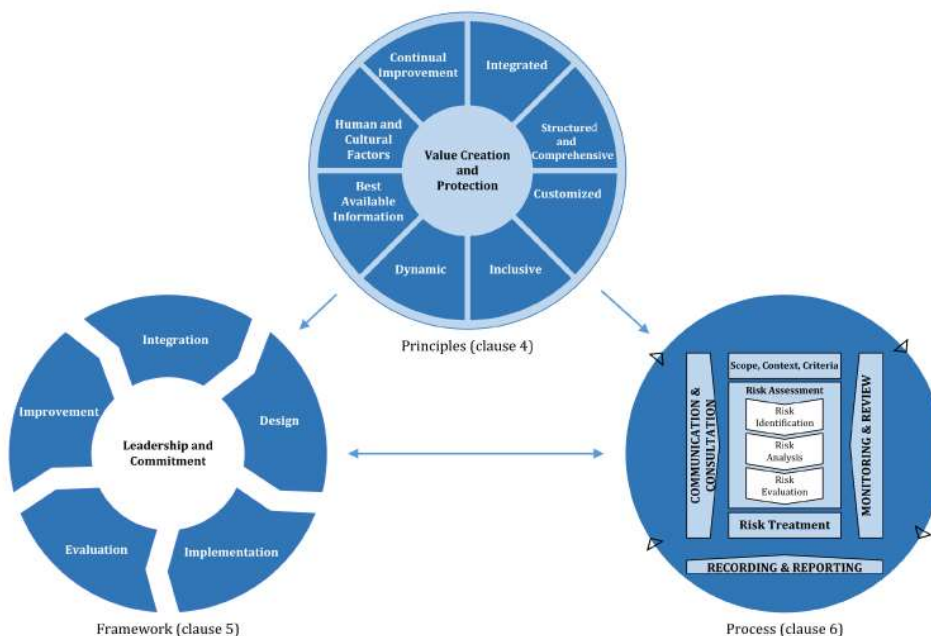 Continual
Improvement
Integrated
Human and
Cultural
Factors
Structured
and
Comprehensive
Value Creation
and
Protection
Best
Available
Information
Customized
Dynamic
Inclusive
Principles (clause 4)
Integration
Improvement
Design
Leadership and
Commitment
Evaluation
Implementation
Framework (clause 5)
Scope, Context, Criteria
Risk Assessment
Risk
Identification
Risk
Analysis
Risk
Evaluation
Risk Treatment
COMMUNICATION &
CONSULTATION
MONITORING & REVIEW
RECORDING & REPORTING
Process (clause 6)